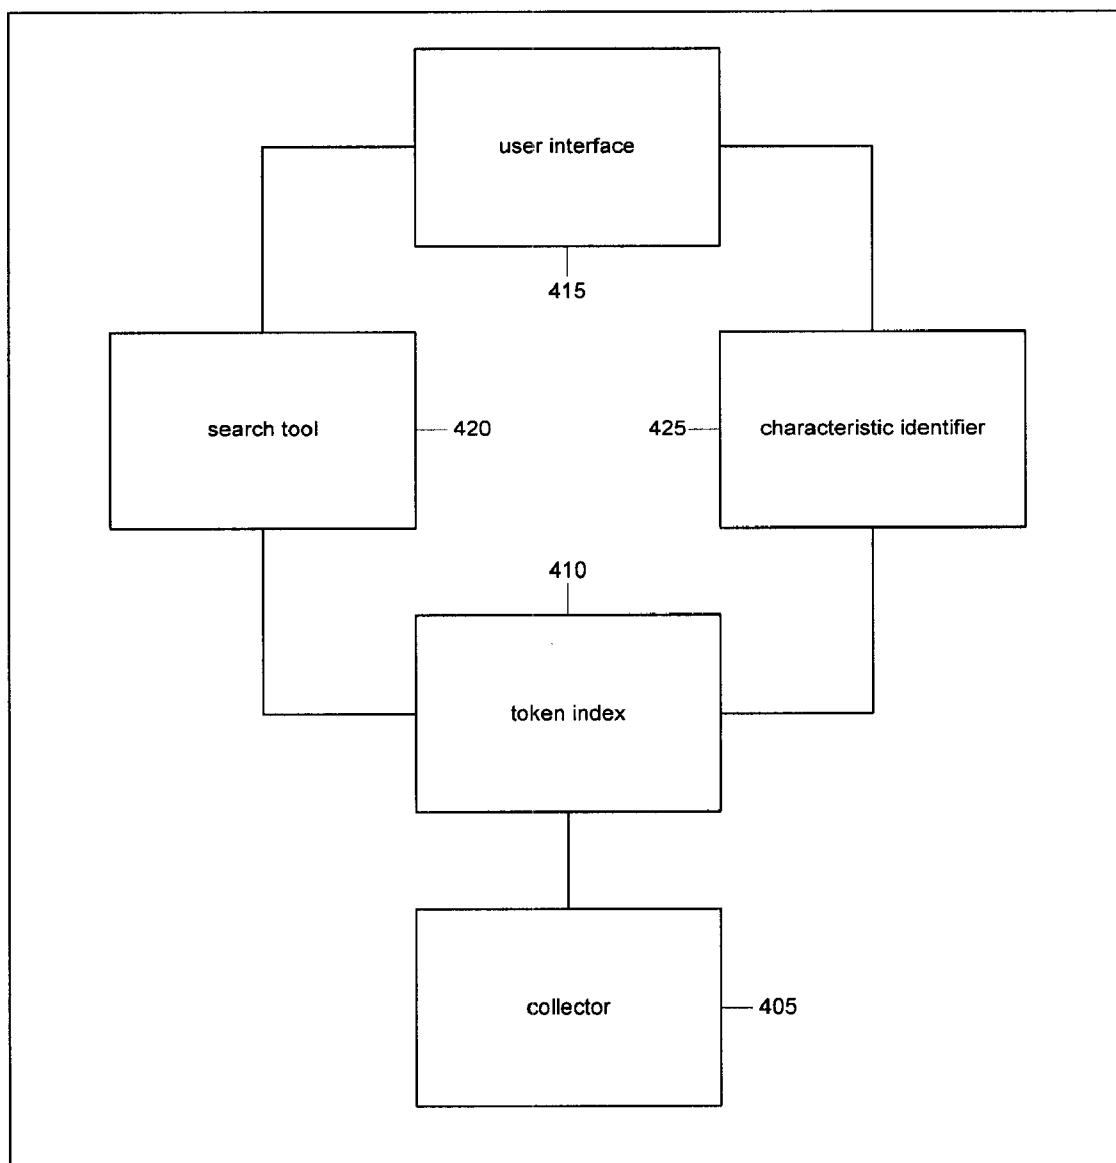 user interface
415
search tool
420
425
characteristic identifier
410
token index
collector
405